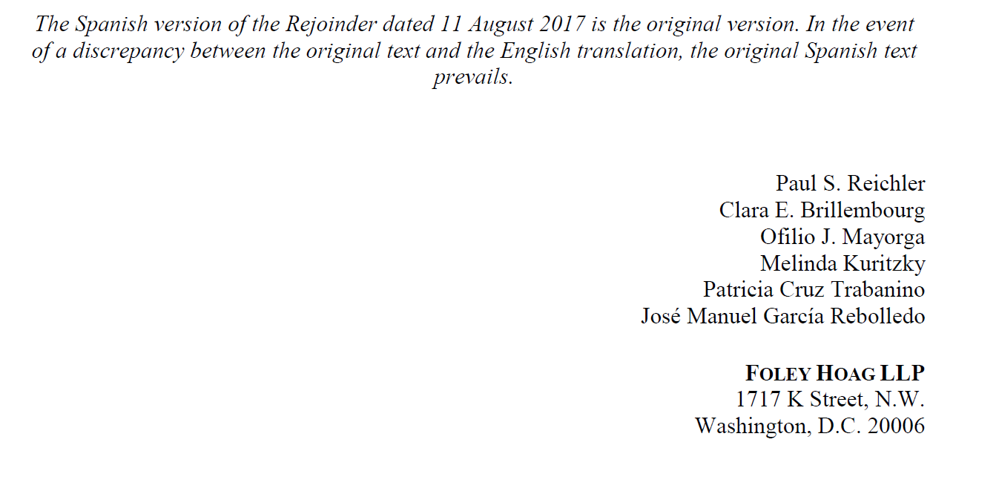 The Spanish version of the Rejoinder dated 11 August 2017 is the original version. In the event
of a discrepancy between the original text and the English translation, the original Spanish text
prevails.
Paul S. Reichler
Clara E. Brillembourg
Ofilio J. Mayorga
Melinda Kuritzky
Patricia Cruz Trabanino
José Manuel García Rebolledo
FOLEY HOAG LLP
1717 K Street, N.W.
Washington, D.C. 20006